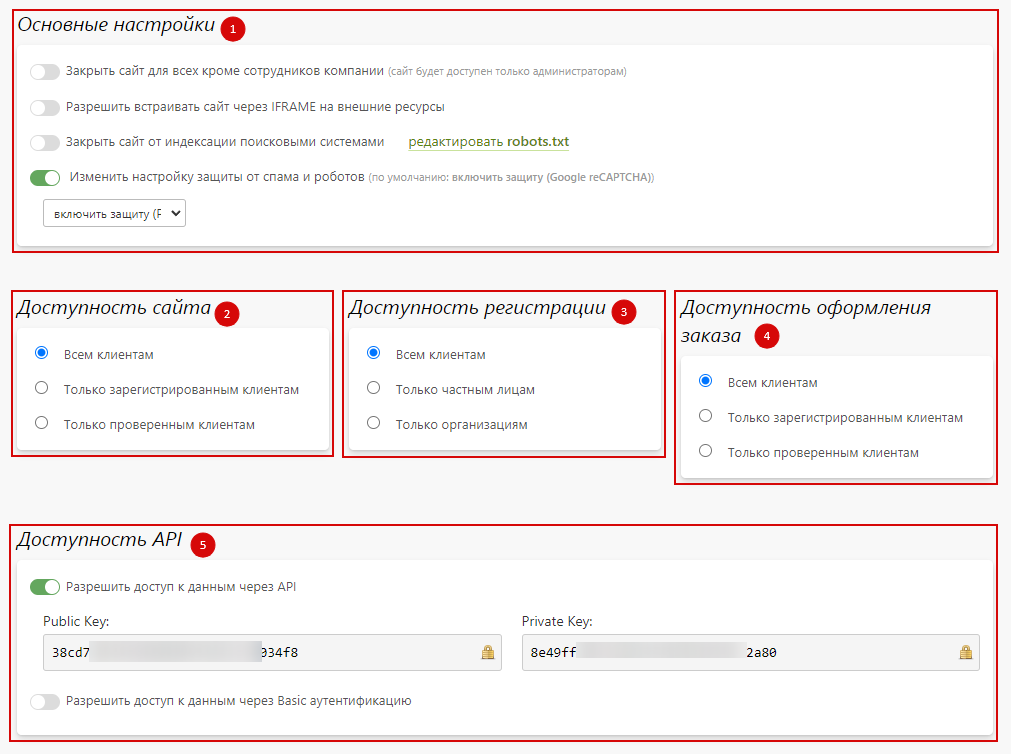 Основные настройки 1
Закрыть сайт для всех кроме сотрудников компании (сайт будет доступен только администраторам)
Разрешить встраивать сайт через IFRAME на внешние ресурсы
Закрыть сайт от индексации поисковыми системами редактировать robots.txt
Изменить настройку защиты от спама и роботов (по умолчанию: включить защиту (Google reCAPTCHA))
включить защиту (F
Доступность сайта 2
Всем клиентам
Только зарегистрированным клиентам
Только проверенным клиентам
Доступность регистрации 3
Всем клиентам
Только частным лицам
Только организациям
Доступность оформления
заказа 4
Всем клиентам
Только зарегистрированным клиентам
Только проверенным клиентам
Доступность API 5
Разрешить доступ к данным через API
Public Key:
38cd7 034f8
Private Key:
8e49ff 2a80
Разрешить доступ к данным через Basic аутентификацию